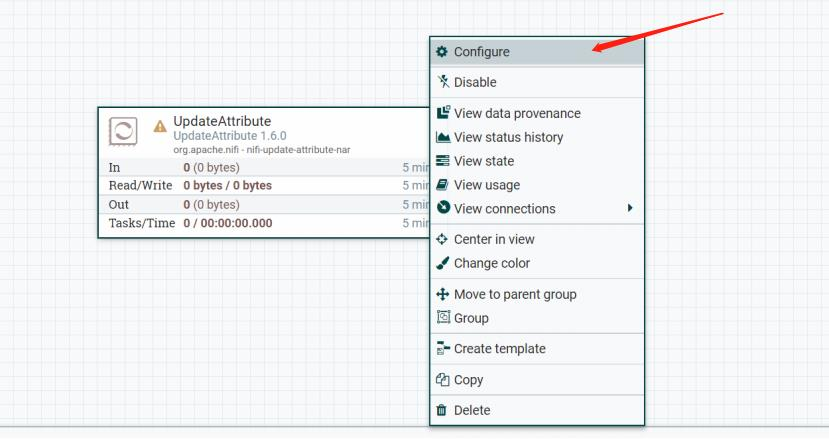 Configure
Disable
UpdateAttribute
UpdateAttribute 1.6.0
org.apache.nifi - nifi-update-attribute-nar
In 0 (0 bytes) 5 min
Read/Write 0 bytes / 0 bytes 5 min
Out 0 (0 bytes) 5 min
Tasks/Time 0 / 00:00:00.000 5 min
View data provenance
View status history
View state
View usage
View connections
Center in view
Change color
Move to parent group
Group
Create template
Copy
Delete